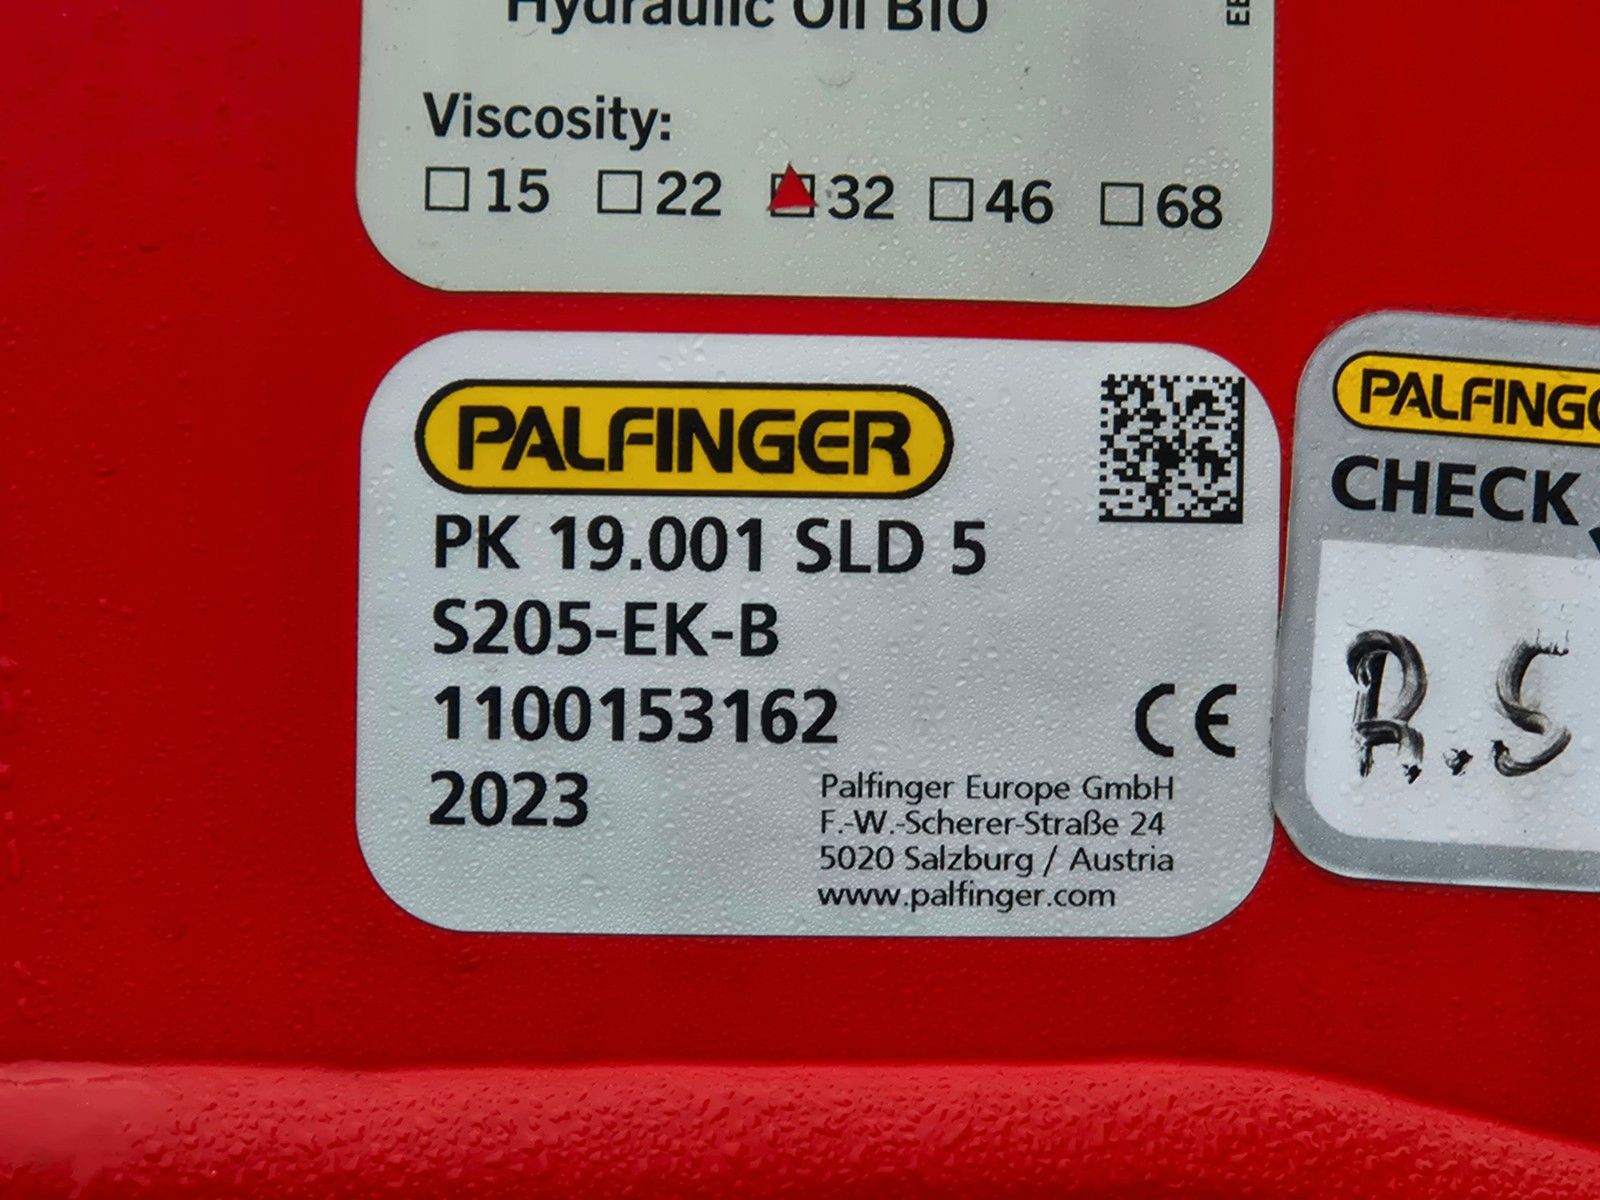 Hydraulic Oil BIO
Viscosity:
15 22 32 46 68
PALFINGER
PK 19.001 SLD 5
S205-EK-B
1100153162
2023
CE
Palfinger Europe GmbH
F.-W.-Scherer-Straße 24
5020 Salzburg / Austria
www.palfinger.com
CHECK